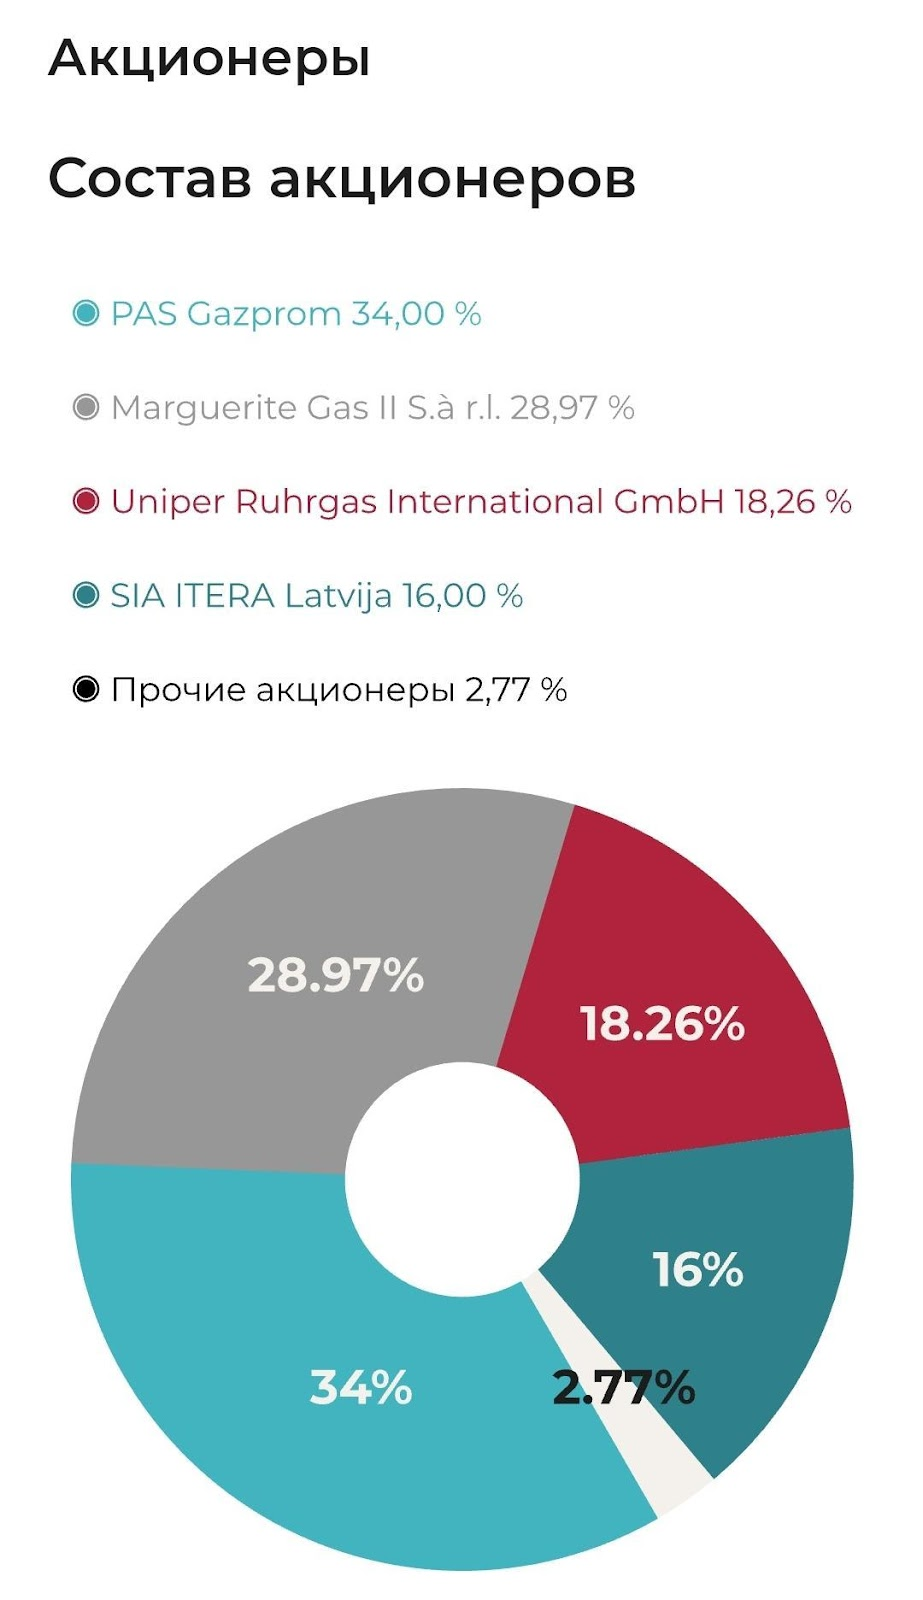 Акционеры
Состав акционеров
PAS Gazprom 34,00 %
Marguerite Gas II S.à r.l. 28,97 %
Uniper Ruhrgas International GmbH 18,26 %
SIA ITERA Latvija 16,00 %
Прочие акционеры 2,77 %
28.97%
18.26%
16%
34%
2.77%